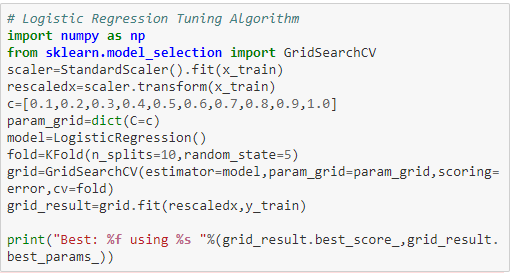 # Logistic Regression Tuning Algorithm
import numpy as np
from sklearn.model_selection import GridSearchCV
scaler=StandardScaler().fit(x_train)
rescaledx=scaler.transform(x_train)
c=[0.1,0.2,0.3,0.4,0.5,0.6,0.7,0.8,0.9,1.0]
param_grid=dict(C=c)
model=LogisticRegression()
fold=KFold(n_splits=10,random_state=5)
grid=GridSearchCV(estimator=model,param_grid=param_grid,scoring=
error,cv=fold)
grid_result=grid.fit(rescaledx,y_train)
print("Best: %f using %s "%(grid_result.best_score_,grid_result.
best_params_))